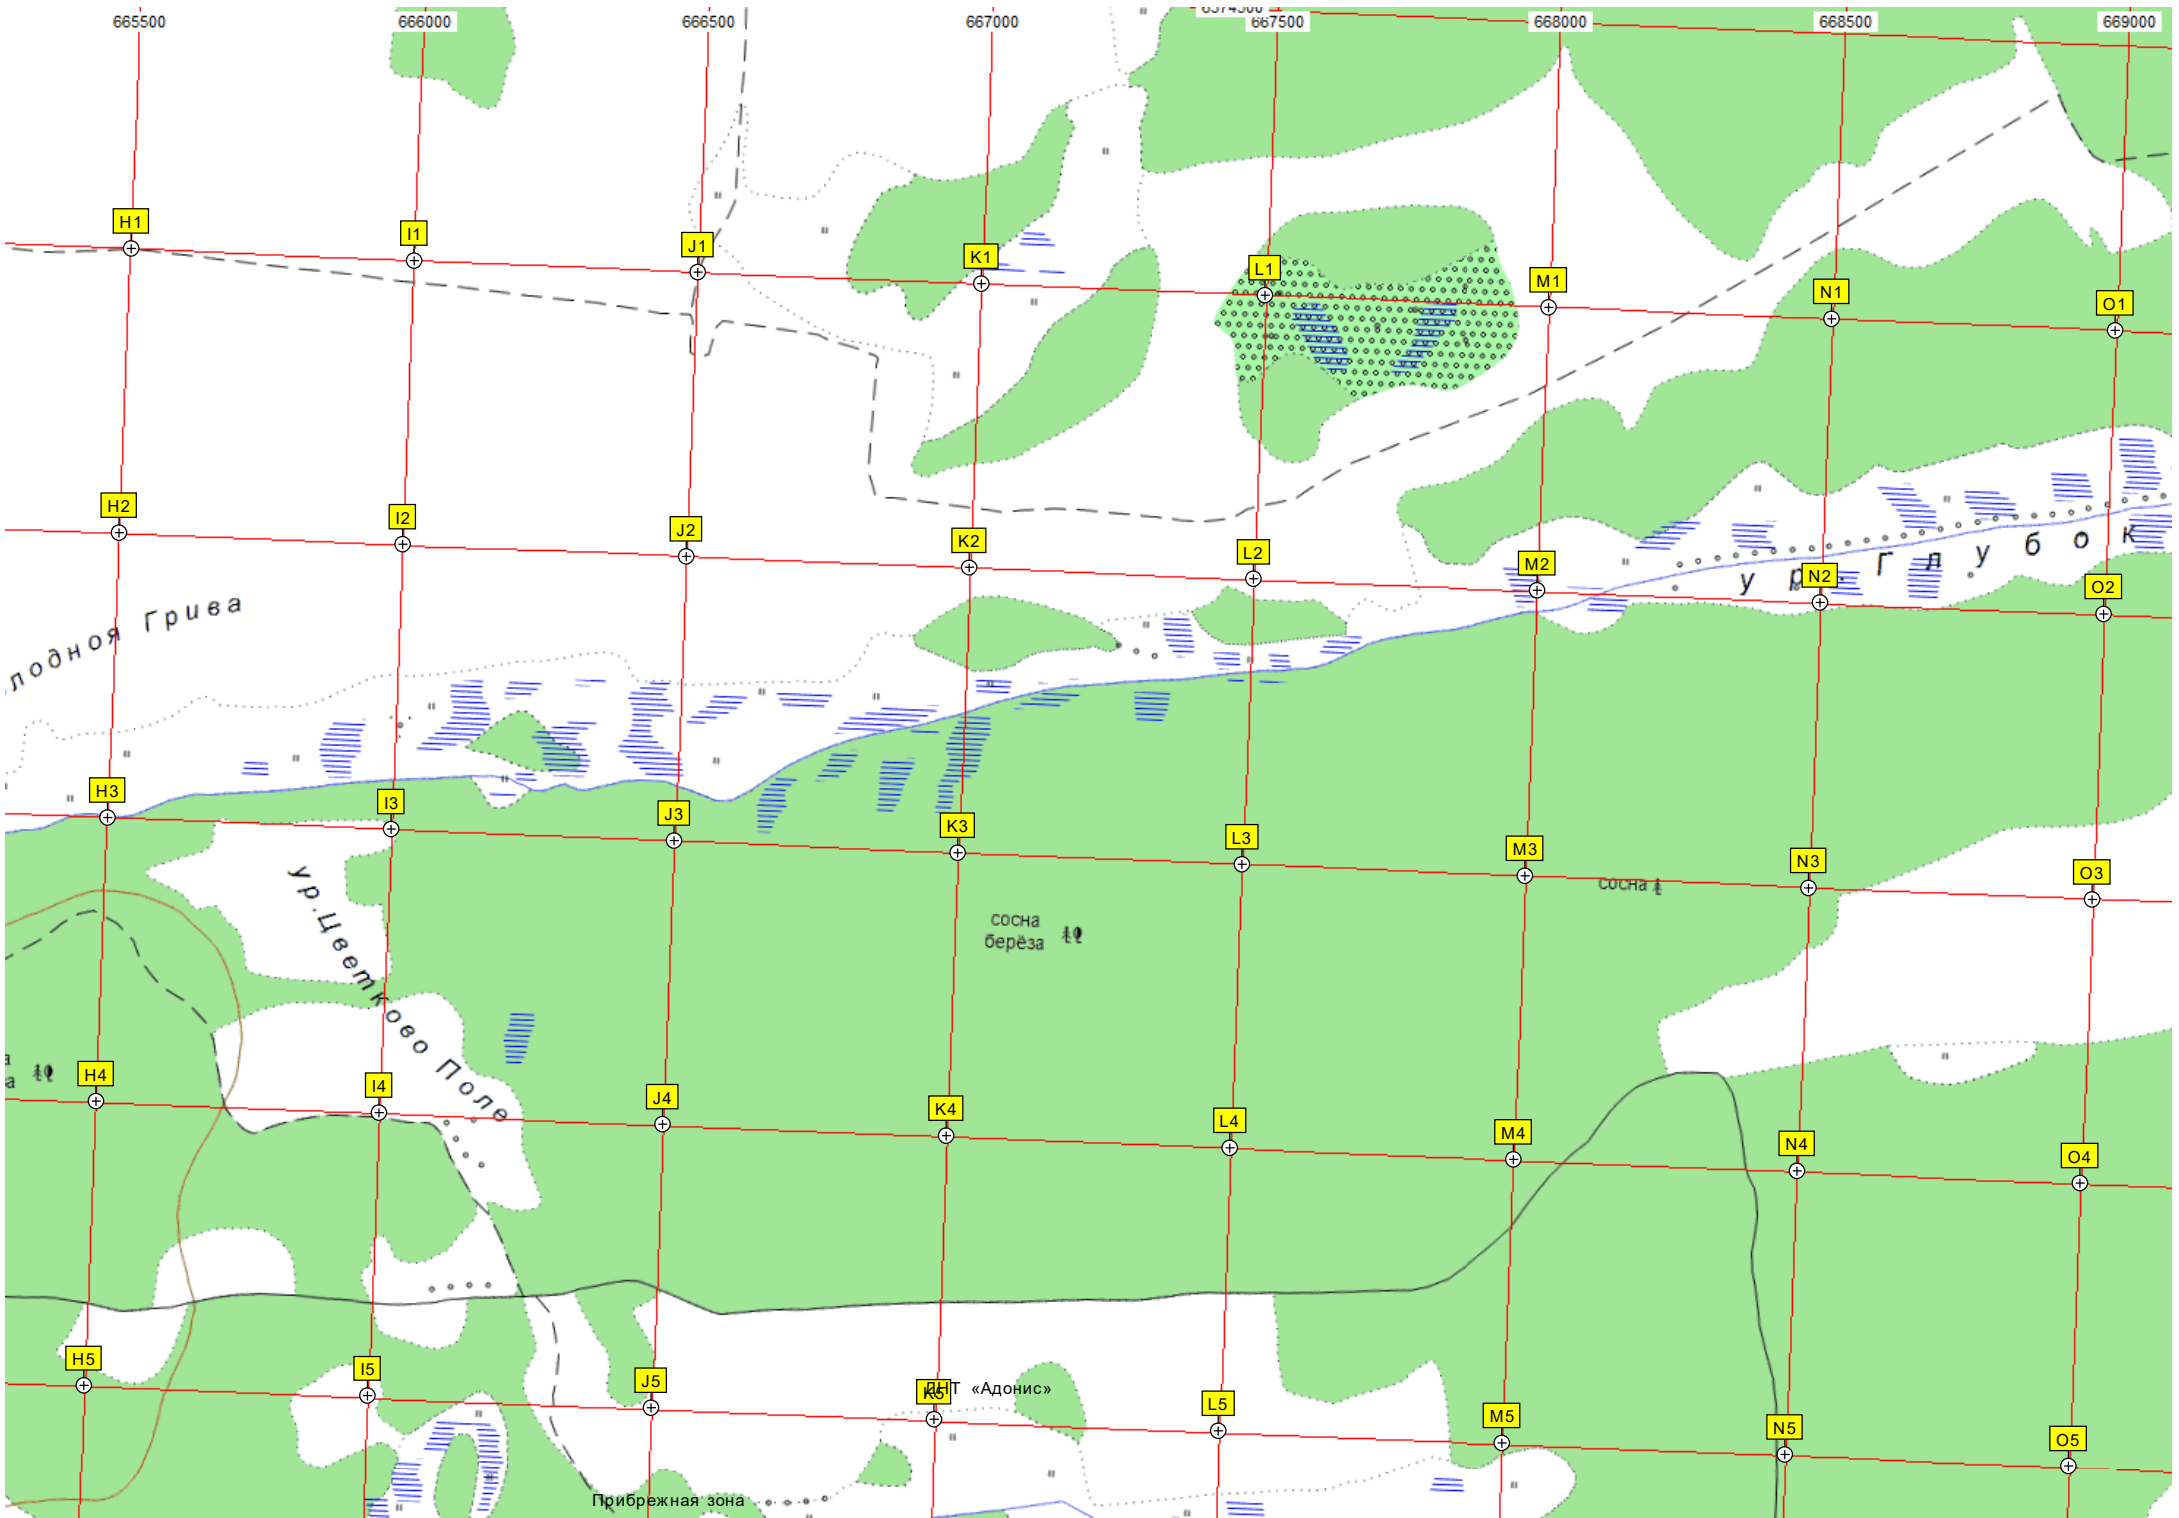 6374500
665500 666000 666500 667000 667500 668000 668500 669000
H1 I1 J1 K1 L1 M1 N1 O1
H2 I2 J2 K2 L2 M2 N2 O2
ур. Глубок
лодноя Грива
H3 I3 J3 K3 L3 M3 N3 O3
сосна
ур.Цветково Поле
сосна
берёза
а
а
H4 I4 J4 K4 L4 M4 N4 O4
H5 I5 J5 K5 L5 M5 N5 O5
ДНТ «Адонис»
Прибрежная зона